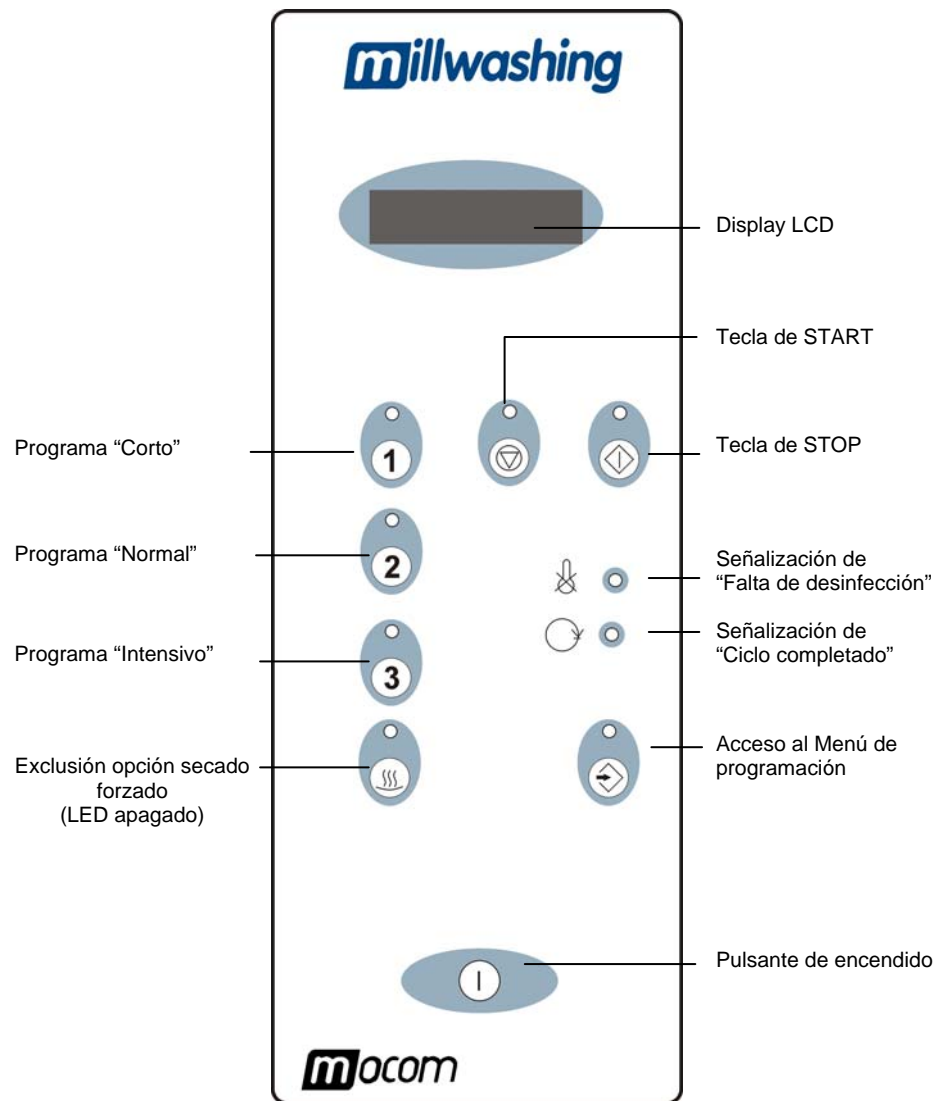 millwashing
Display LCD
Tecla de START
Programa “Corto”
1
Tecla de STOP
Programa “Normal”
2
Señalización de
“Falta de desinfección”
Señalización de
“Ciclo completado”
Programa “Intensivo”
3
Exclusión opción secado
forzado
(LED apagado)
Acceso al Menú de
programación
Pulsante de encendido
mocom